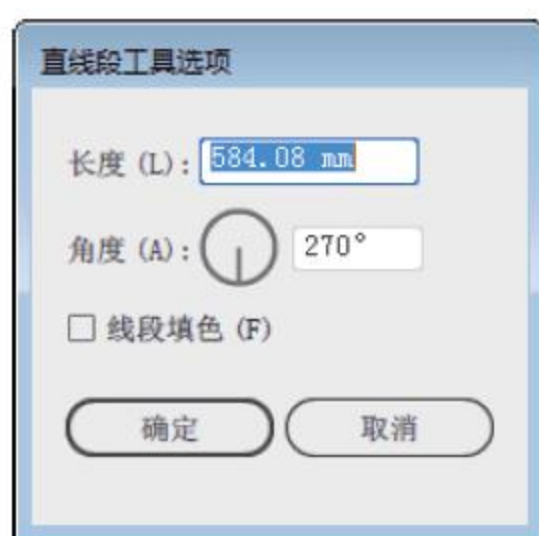 直线段工具选项
长度 (L): 584.08 mm
角度 (A): 270°
线段填色 (F)
确定 取消